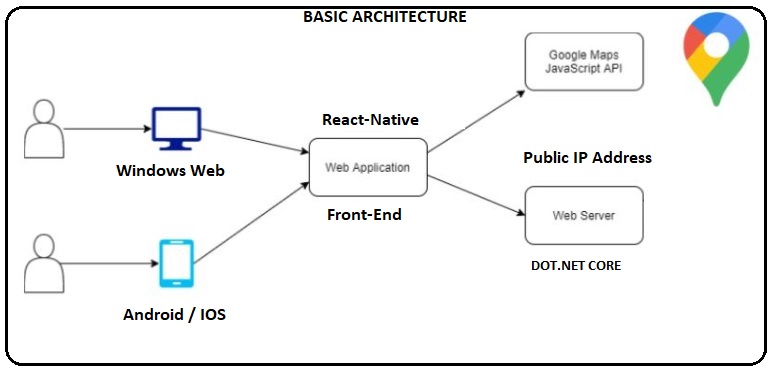 BASIC ARCHITECTURE
Google Maps
JavaScript API
React-Native
Windows Web
Web Application
Public IP Address
Front-End
Web Server
DOT.NET CORE
Android / IOS